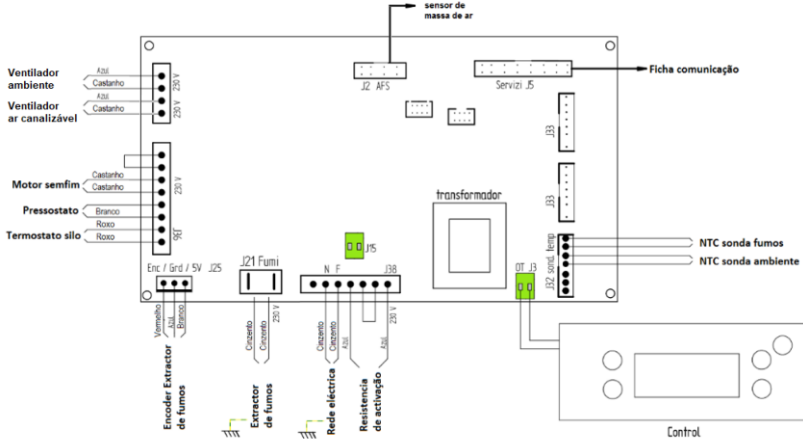 sensor de
massa de ar
Ventilador
ambiente
Azul
Castanho
Azul
Castanho
230 V
230 V
Ventilador
ar canalizável
J2 AFS
Servizi J5
Ficha comunicação
J33
J33
Motor semfim
Castanho
Castanho
230 V
Pressostato
Branco
Roxo
Termostato silo
Roxo
J36
transformador
J15
NTC sonda fumos
NTC sonda ambiente
J32 sond. temp
Enc / Grd / 5V J25
J21 Fumi
N F
J38
OT J3
Vermelho
Azul
Branco
Cinzento
Cinzento
230 V
Cinzento
Cinzento
Azul
Azul
230 V
Encoder Extractor
de fumos
Extractor
de fumos
Rede eléctrica
Resistencia
de activação
Control